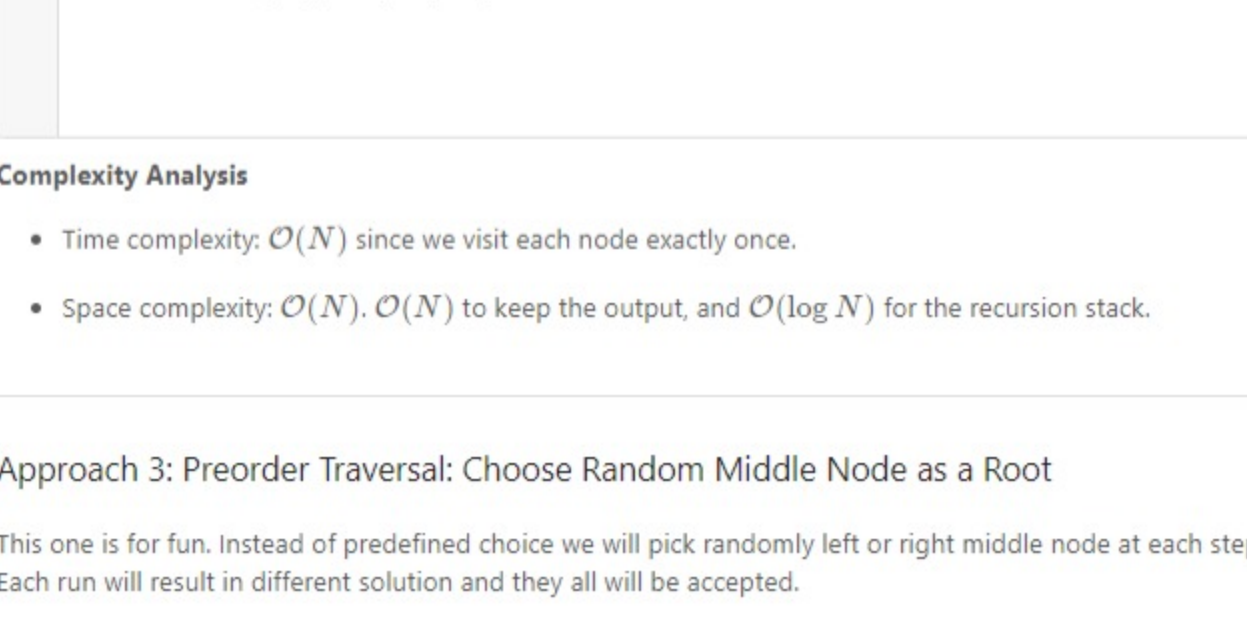 Complexity Analysis
• Time complexity: O(N) since we visit each node exactly once.
• Space complexity: O(N). O(N) to keep the output, and O(log N) for the recursion stack.
Approach 3: Preorder Traversal: Choose Random Middle Node as a Root
This one is for fun. Instead of predefined choice we will pick randomly left or right middle node at each
Each run will result in different solution and they all will be accepted.